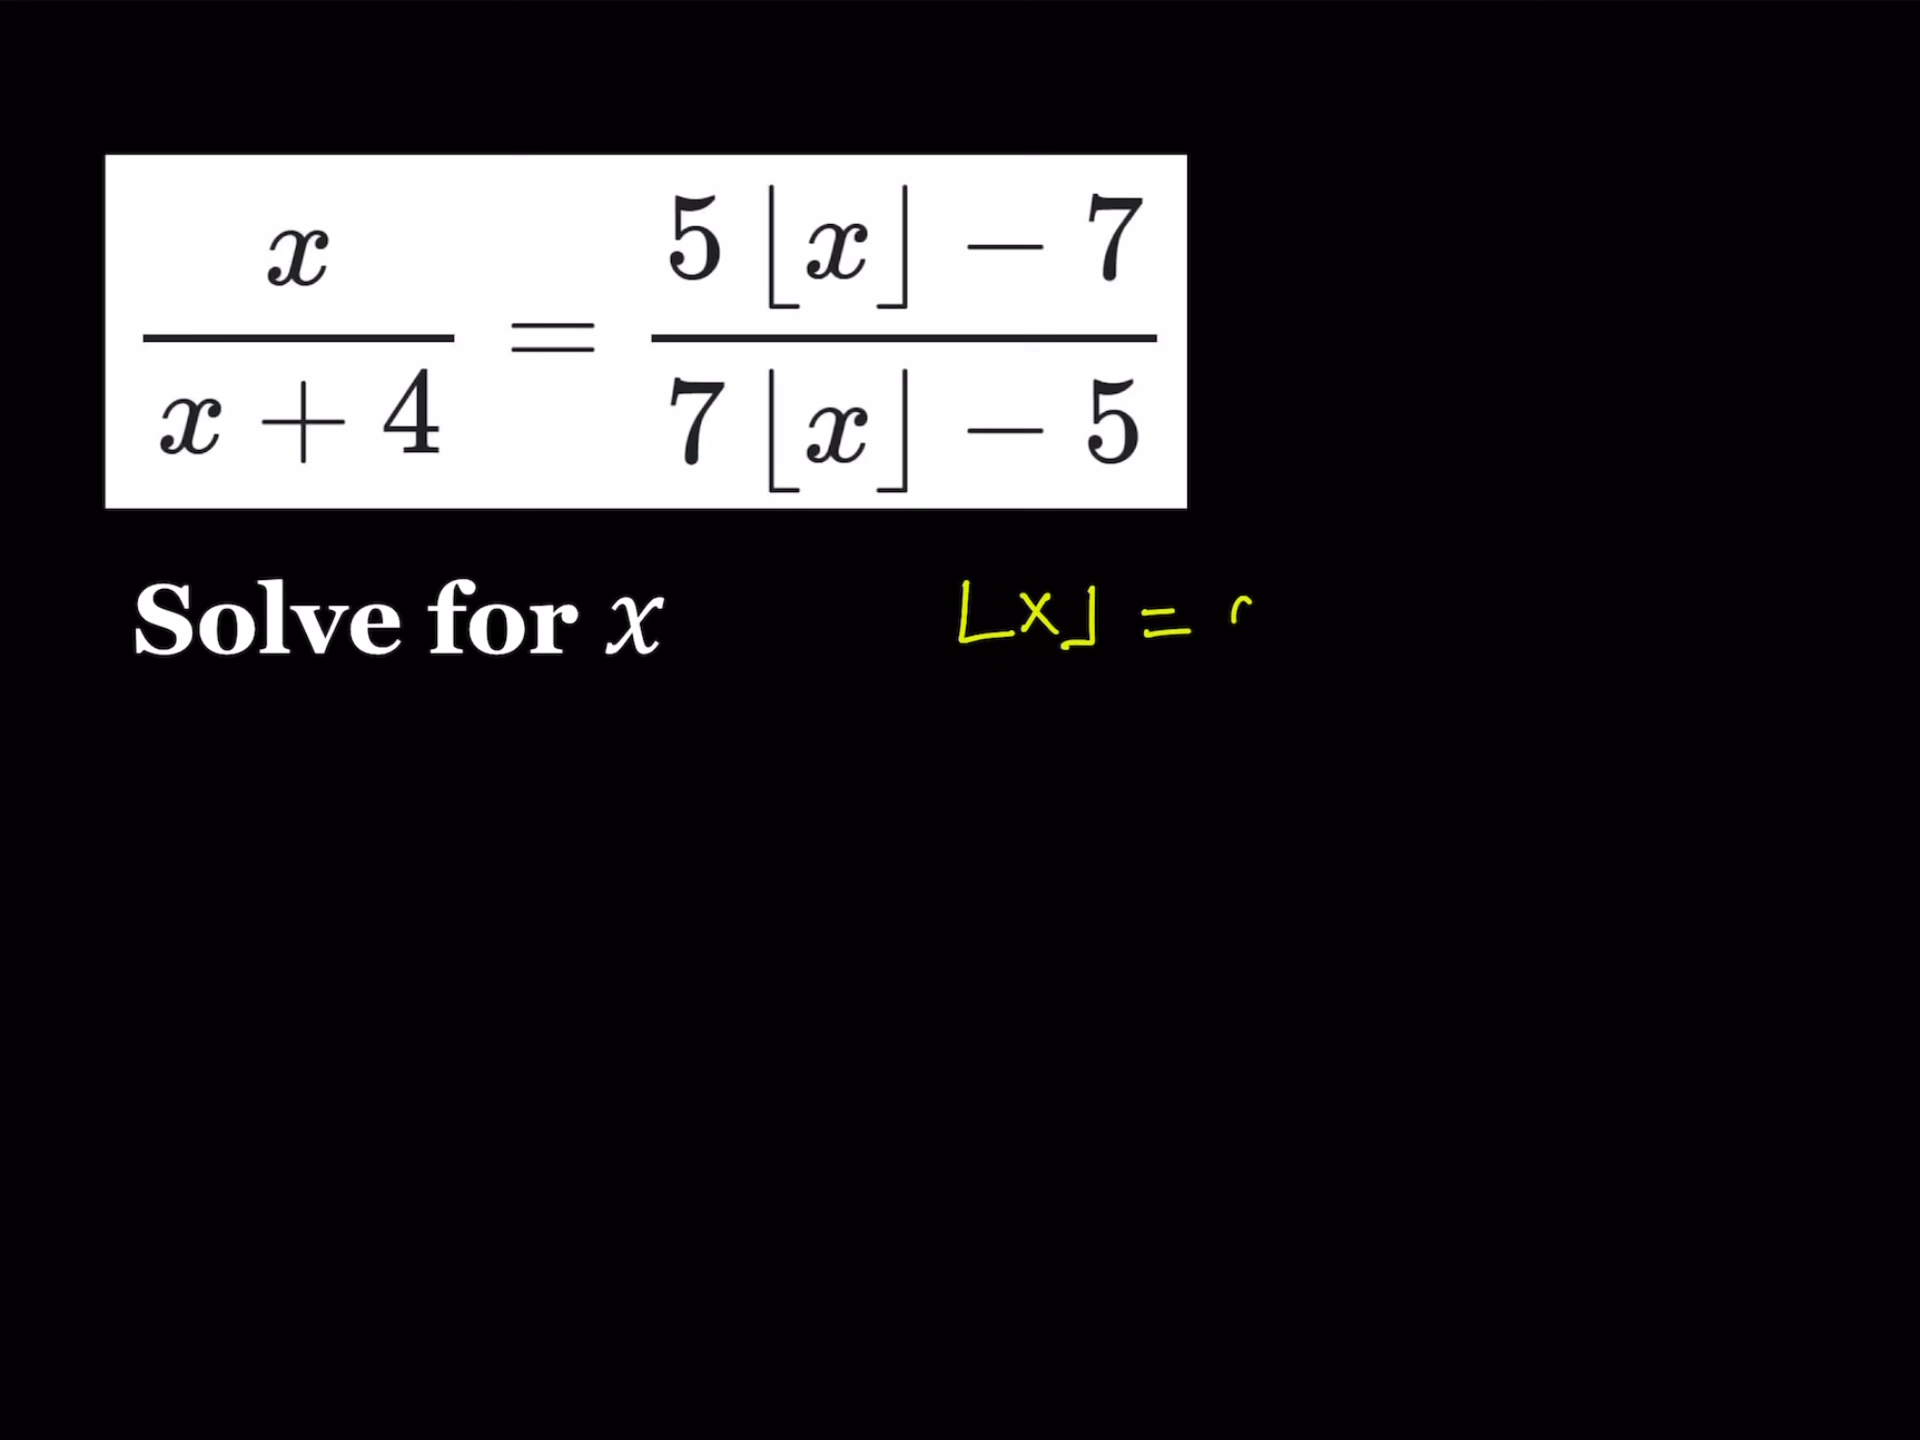 x / (x + 4) = (5 ⌊x⌋ − 7) / (7 ⌊x⌋ − 5)
Solve for x
⌊x⌋ =